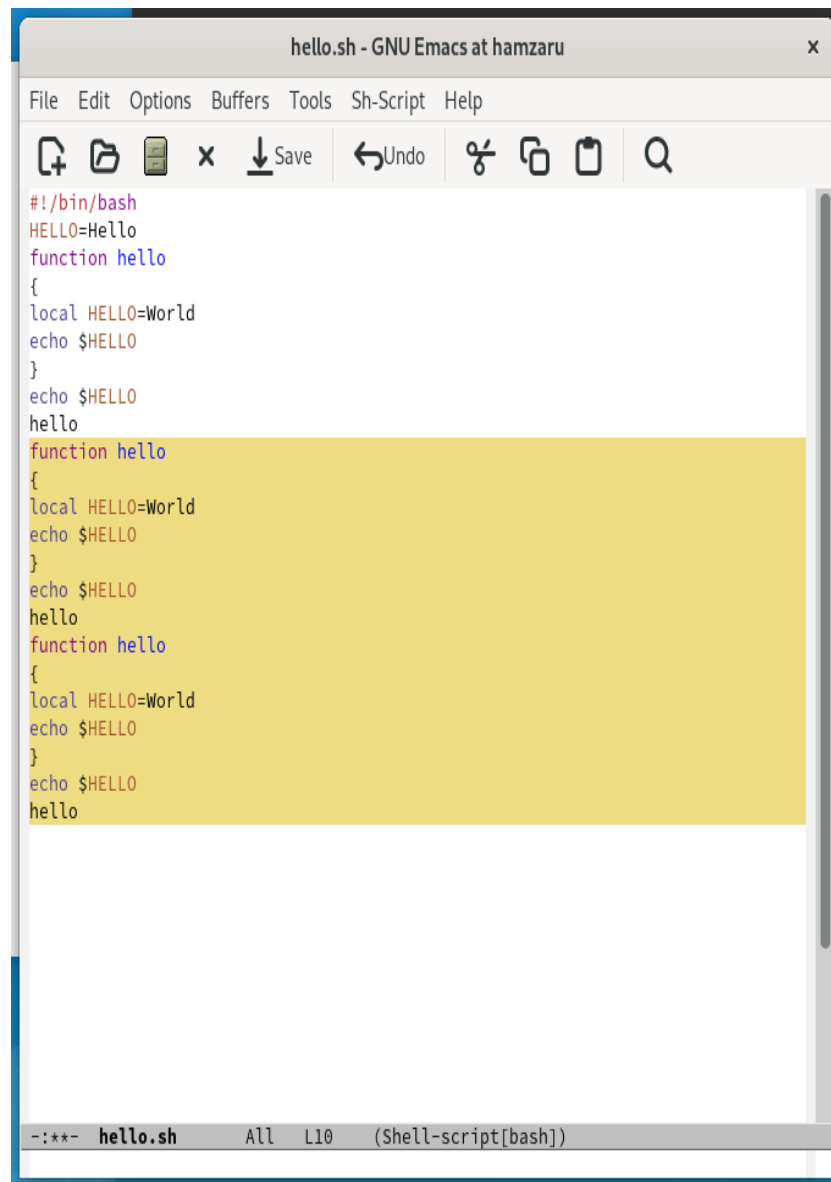 hello.sh - GNU Emacs at hamzaru x
File Edit Options Buffers Tools Sh-Script Help
Save Undo
#!/bin/bash
HELLO=Hello
function hello
{
local HELLO=World
echo $HELLO
}
echo $HELLO
hello
function hello
{
local HELLO=World
echo $HELLO
}
echo $HELLO
hello
function hello
{
local HELLO=World
echo $HELLO
}
echo $HELLO
hello
-:**- hello.sh All L10 (Shell-script[bash])